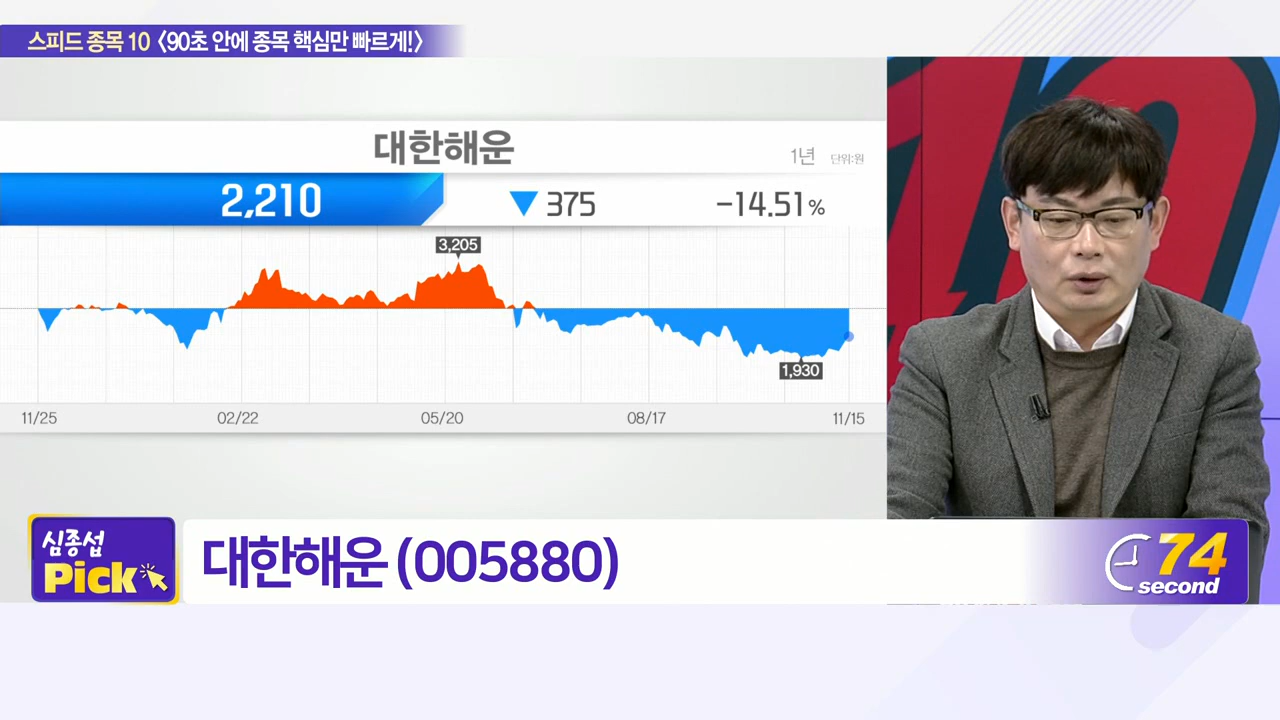 스피드 종목 10 〈90초 안에 종목 핵심만 빠르게!〉
대한해운
1년 단위:원
2,210 ▼ 375 -14.51%
3,205
1,930
11/25 02/22 05/20 08/17 11/15
심종섭
Pick
대한해운 (005880)
74
second